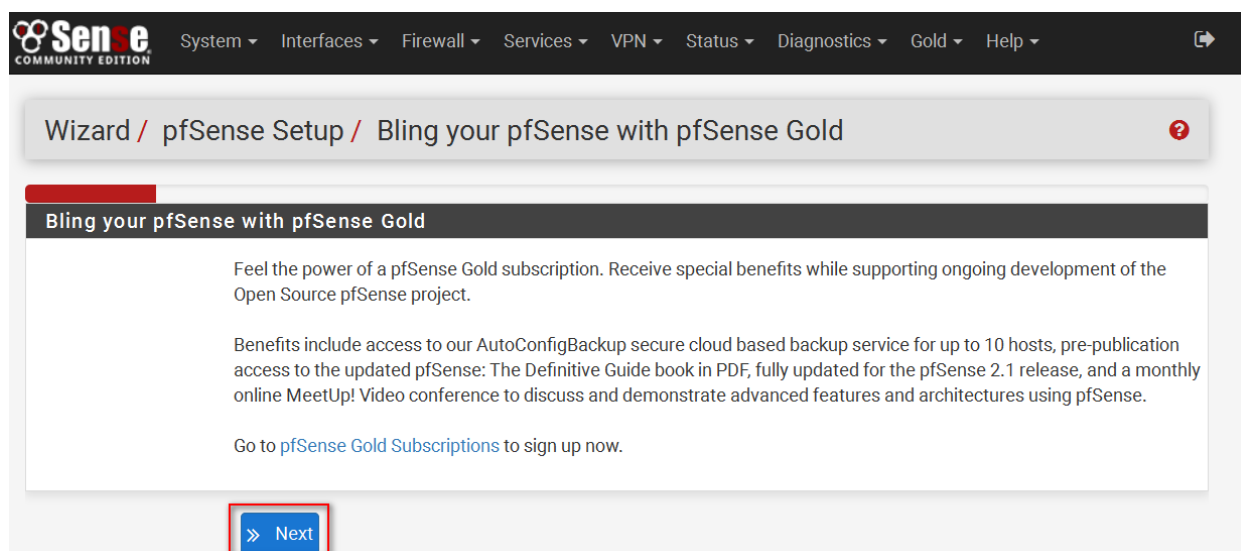 Sense
COMMUNITY EDITION
System Interfaces Firewall Services VPN Status Diagnostics Gold Help
Wizard / pfSense Setup / Bling your pfSense with pfSense Gold
Bling your pfSense with pfSense Gold
Feel the power of a pfSense Gold subscription. Receive special benefits while supporting ongoing development of the
Open Source pfSense project.
Benefits include access to our AutoConfigBackup secure cloud based backup service for up to 10 hosts, pre-publication
access to the updated pfSense: The Definitive Guide book in PDF, fully updated for the pfSense 2.1 release, and a monthly
online MeetUp! Video conference to discuss and demonstrate advanced features and architectures using pfSense.
Go to pfSense Gold Subscriptions to sign up now.
» Next